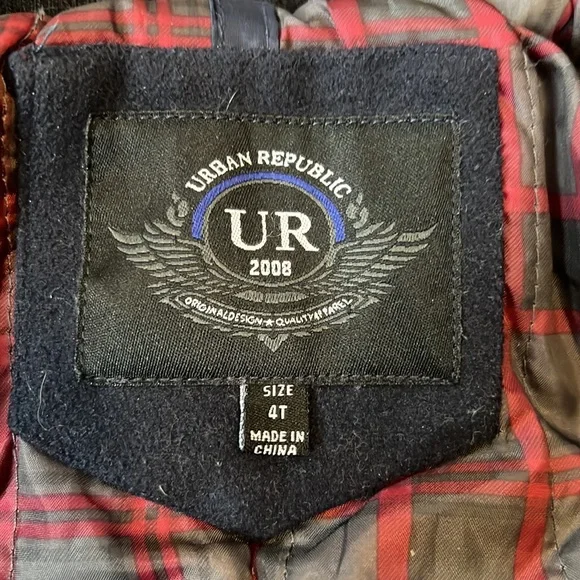 URBAN REPUBLIC
UR
2008
ORIGINALDESIGN ★ QUALITYAPPAREL
SIZE
4T
MADE IN
CHINA